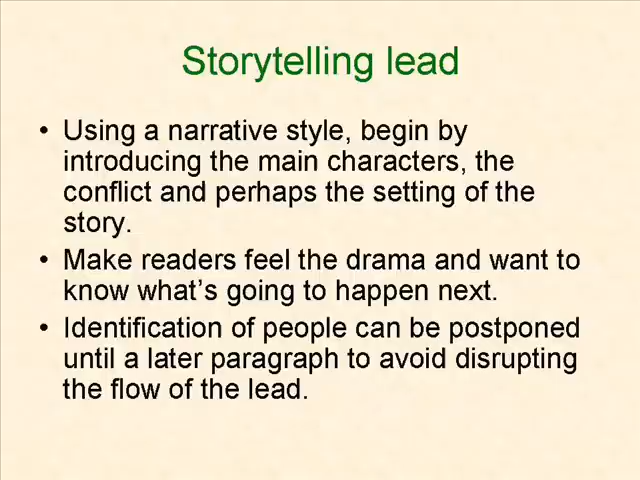 Storytelling lead
• Using a narrative style, begin by
introducing the main characters, the
conflict and perhaps the setting of the
story.
• Make readers feel the drama and want to
know what’s going to happen next.
• Identification of people can be postponed
until a later paragraph to avoid disrupting
the flow of the lead.